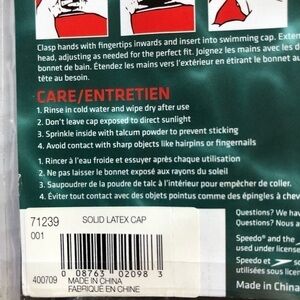 Clasp hands with fingertips inwards and insert into swimming cap. Exten
head, adjusting as needed for the perfect fit. Joignez les mains avec les d
bonnet de bain. Étendez les mains vers l'extérieur en étirant le bonnet au
tête au besoin.
CARE/ENTRETIEN
1. Rinse in cold water and wipe dry after use
2. Don't leave cap exposed to direct sunlight
3. Sprinkle inside with talcum powder to prevent sticking
4. Avoid contact with sharp objects like hairpins or fingernails
1. Rincer à l'eau froide et essuyer après chaque utilisation
2. Ne pas laisser le bonnet exposé aux rayons du soleil
3. Saupoudrer de la poudre de talc à l'intérieur pour empêcher de coller.
4. Éviter tout contact avec des objets pointus comme des épingles à chev
71239
SOLID LATEX CAP
001
0 08763 02098 3
400709
MADE IN CHINA
FABRIQUÉ EN CHINE
Questions? We h
Questions? Nous a
Speedo® and the
used under license
Speedo et
utilisées sous licen
Made in China